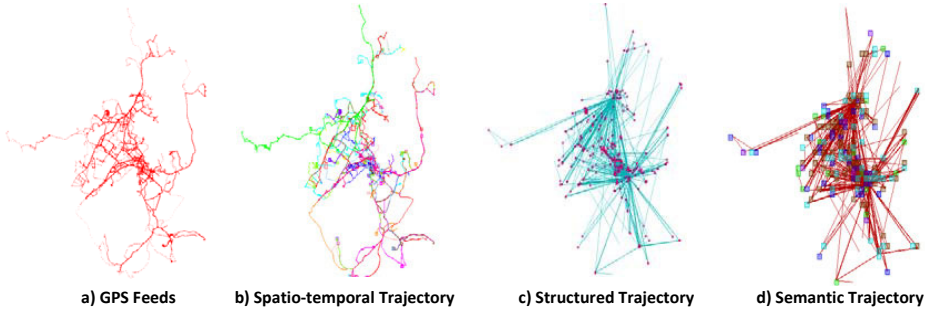 a) GPS Feeds
b) Spatio-temporal Trajectory
c) Structured Trajectory
d) Semantic Trajectory